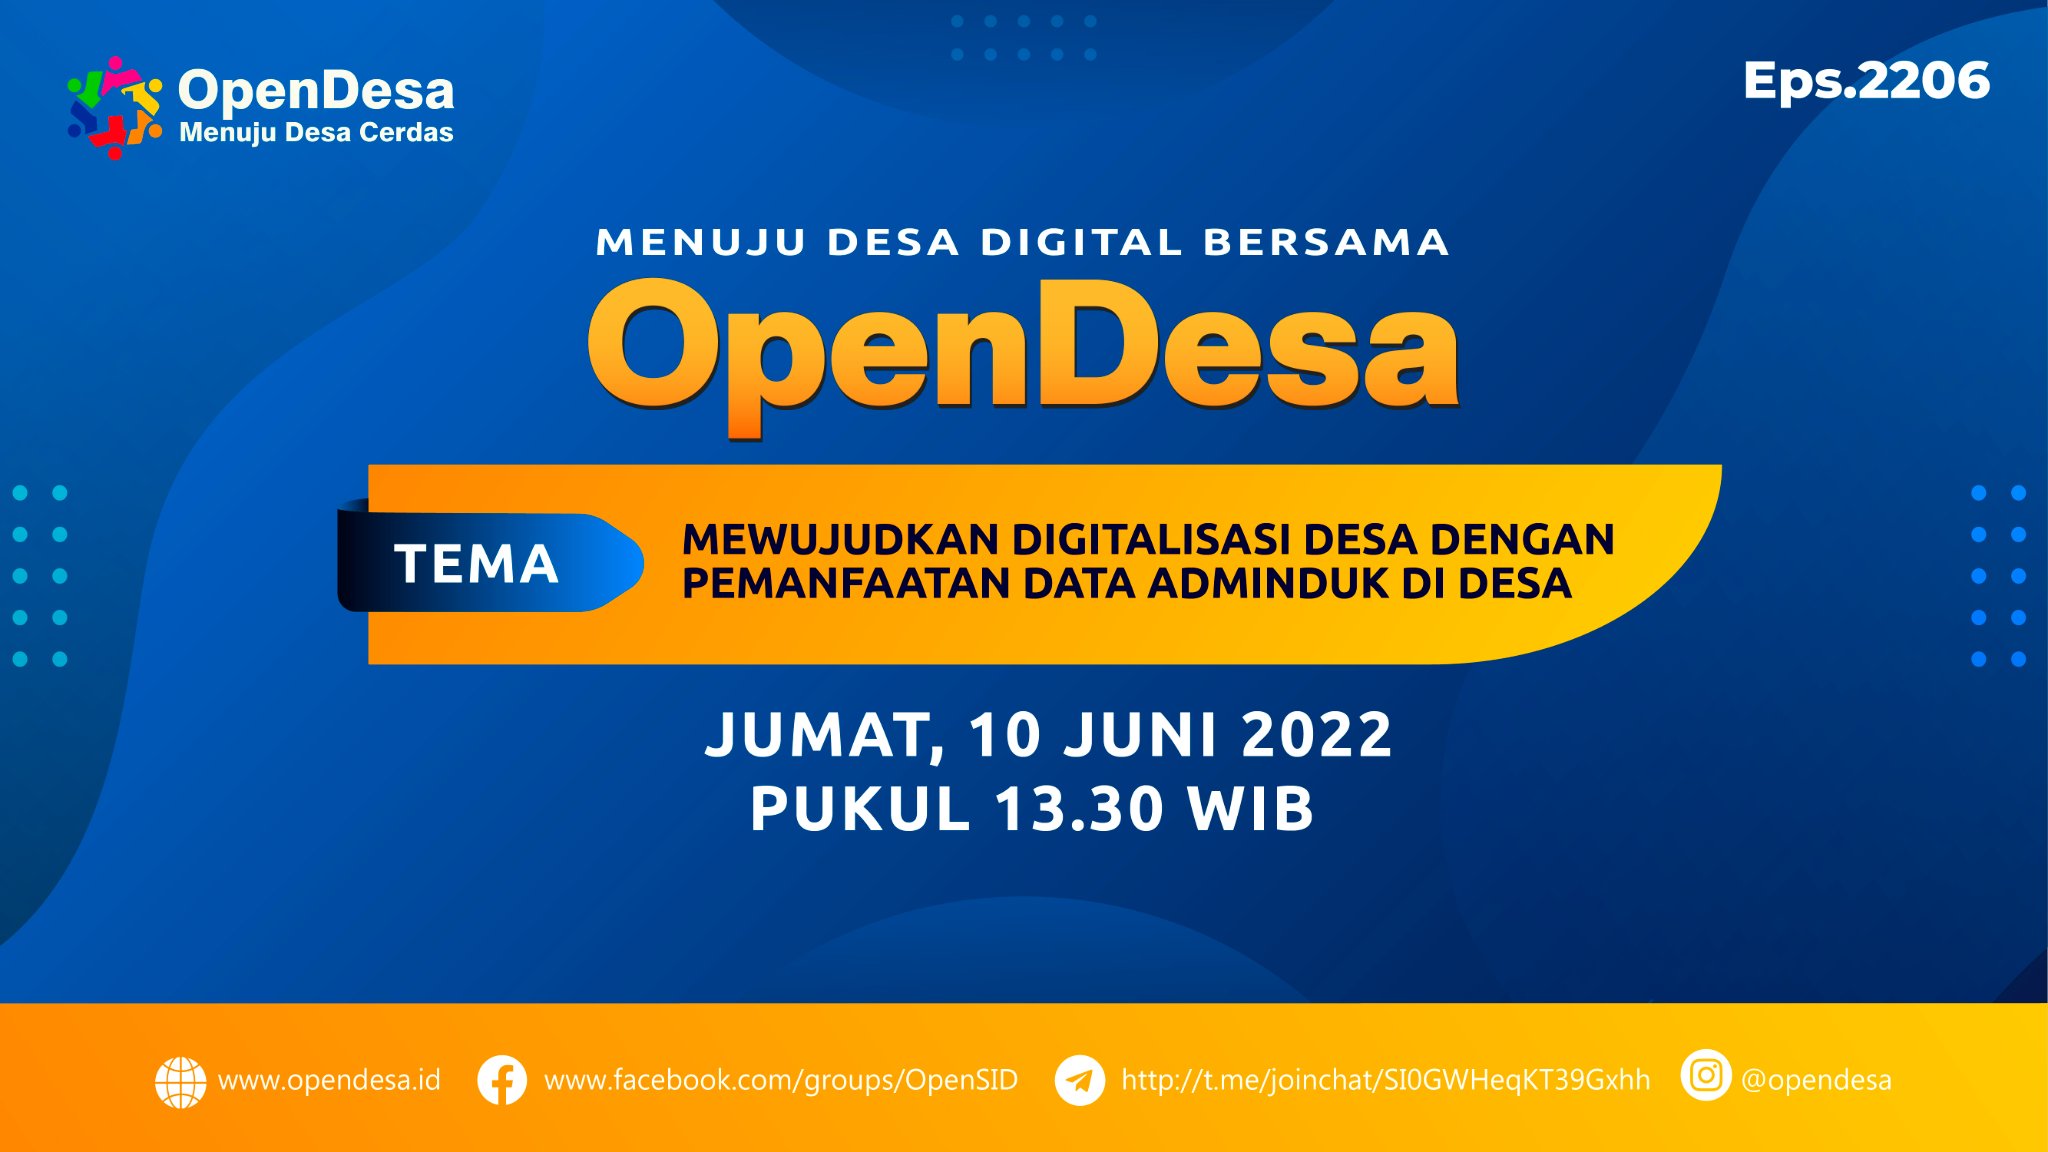 OpenDesa
Menuju Desa Cerdas
Eps.2206
MENUJU DESA DIGITAL BERSAMA
OpenDesa
TEMA
MEWUJUDKAN DIGITALISASI DESA DENGAN
PEMANFAATAN DATA ADMINDUK DI DESA
JUMAT, 10 JUNI 2022
PUKUL 13.30 WIB
www.opendesa.id
www.facebook.com/groups/OpenSID
http://t.me/joinchat/SI0GWHeqKT39Gxhh
@opendesa